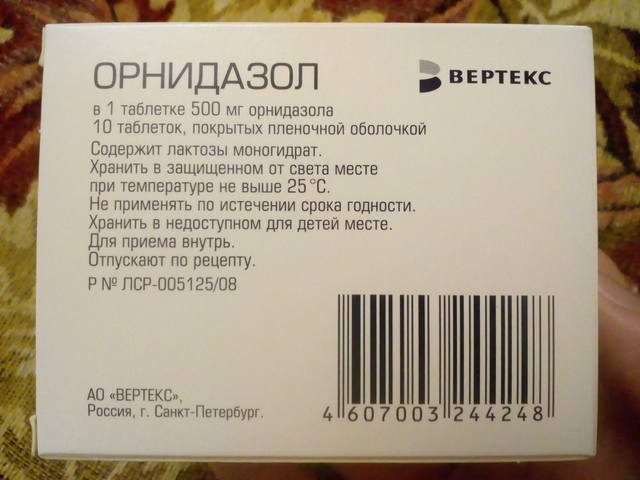 ОРНИДАЗОЛ
ВЕРТЕКС
в 1 таблетке 500 мг орнидазола
10 таблеток, покрытых пленочной оболочкой
Содержит лактозы моногидрат.
Хранить в защищенном от света месте
при температуре не выше 25 °С.
Не применять по истечении срока годности.
Хранить в недоступном для детей месте.
Для приема внутрь.
Отпускают по рецепту.
Р № ЛСР-005125/08
АО «ВЕРТЕКС»,
Россия, г. Санкт-Петербург.
4 607003 244248